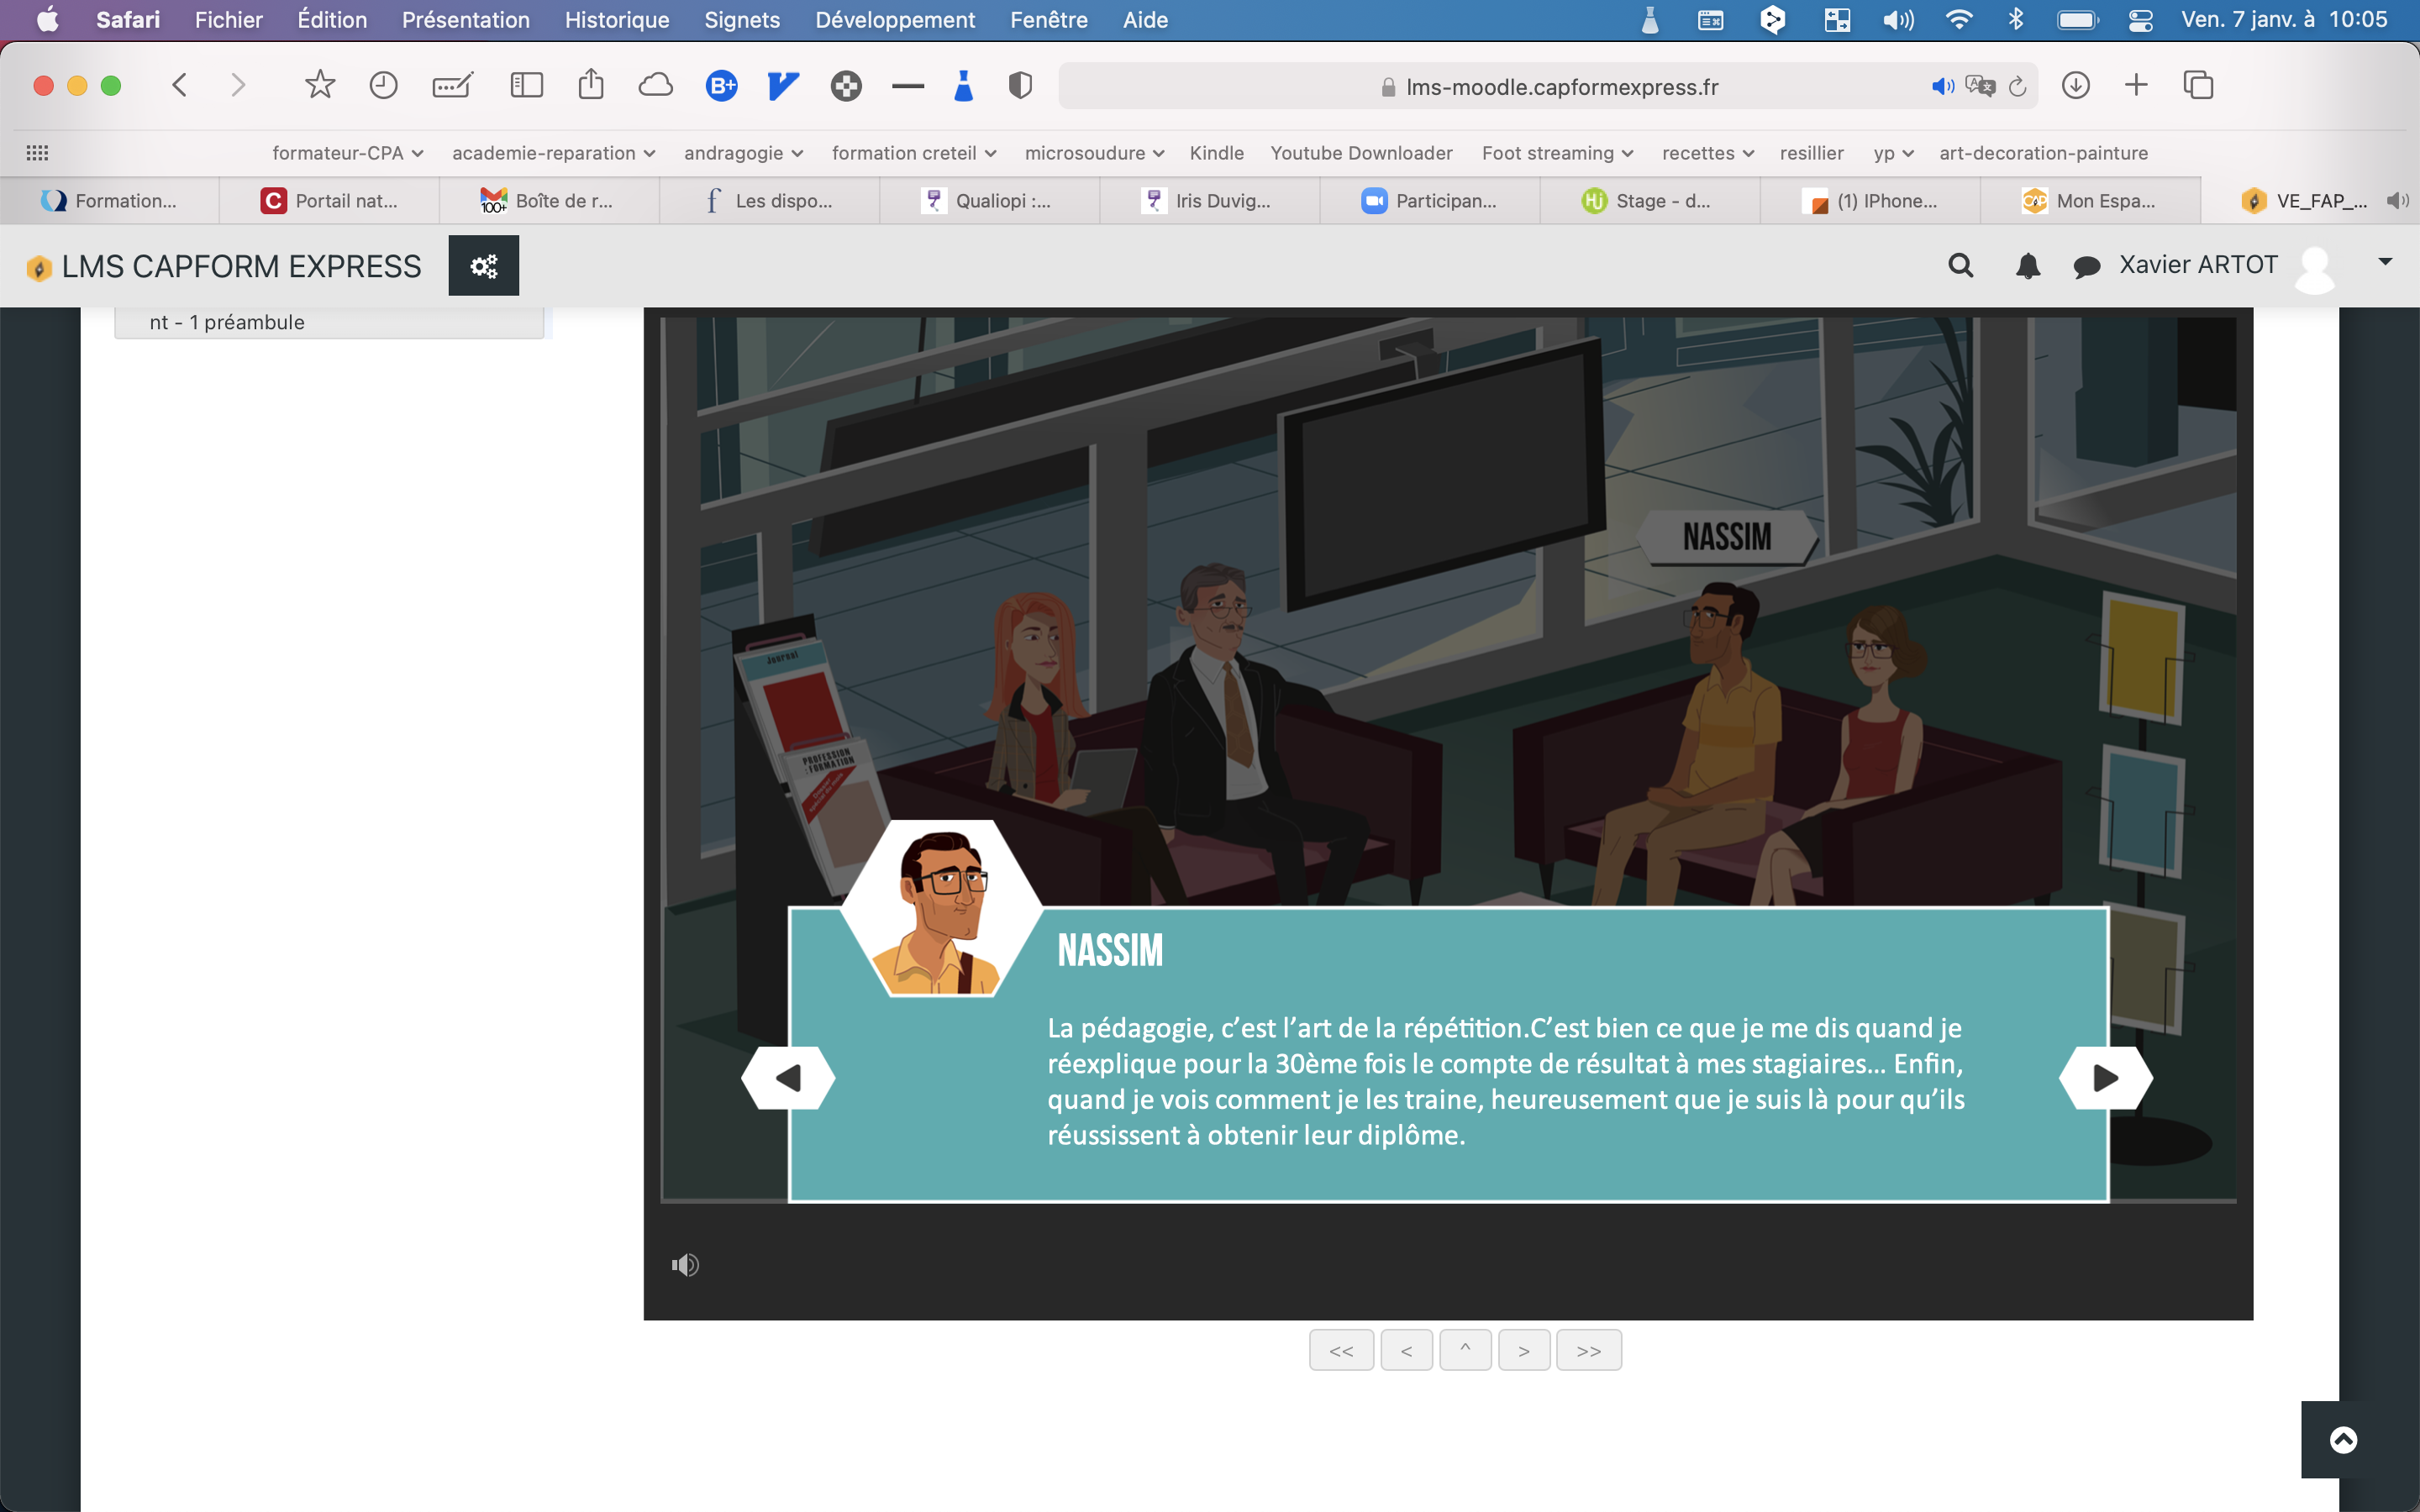 Safari Fichier Édition Présentation Historique Signets Développement Fenêtre Aide Ven. 7 janv. à 10:05
B+ lms-moodle.capformexpress.fr
formateur-CPA academie-reparation andragogie formation creteil microsoudure Kindle Youtube Downloader Foot streaming recettes resillier yp art-decoration-painture
Formation... C Portail nat... 100+ Boîte de r... f Les dispo... Qualiopi :... Iris Duvig... Participan... Hj Stage - d... (1) IPhone... CAP Mon Espa... VE_FAP_...
LMS CAPFORM EXPRESS Xavier ARTOT
nt - 1 préambule
NASSIM
Journal
PROFESSION
:FORMATION
NASSIM
La pédagogie, c’est l’art de la répétition.C’est bien ce que je me dis quand je
réexplique pour la 30ème fois le compte de résultat à mes stagiaires... Enfin,
quand je vois comment je les traine, heureusement que je suis là pour qu’ils
réussissent à obtenir leur diplôme.
<< < ^ > >>